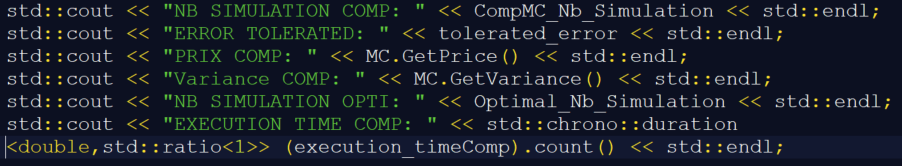 std::cout << "NB SIMULATION COMP: " << CompMC_Nb_Simulation << std::endl;
std::cout << "ERROR TOLERATED: " << tolerated_error << std::endl;
std::cout << "PRIX COMP: " << MC.GetPrice() << std::endl;
std::cout << "Variance COMP: " << MC.GetVariance() << std::endl;
std::cout << "NB SIMULATION OPTI: " << Optimal_Nb_Simulation << std::endl;
std::cout << "EXECUTION TIME COMP: " << std::chrono::duration
<double,std::ratio<1>> (execution_timeComp).count() << std::endl;